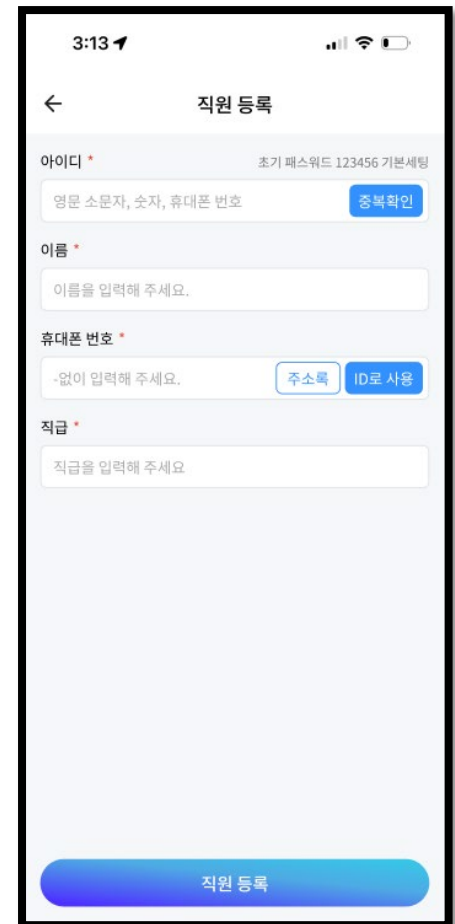 3:13
직원 등록
아이디 * 초기 패스워드 123456 기본세팅
영문 소문자, 숫자, 휴대폰 번호 중복확인
이름 *
이름을 입력해 주세요.
휴대폰 번호 *
-없이 입력해 주세요. 주소록 ID로 사용
직급 *
직급을 입력해 주세요
직원 등록